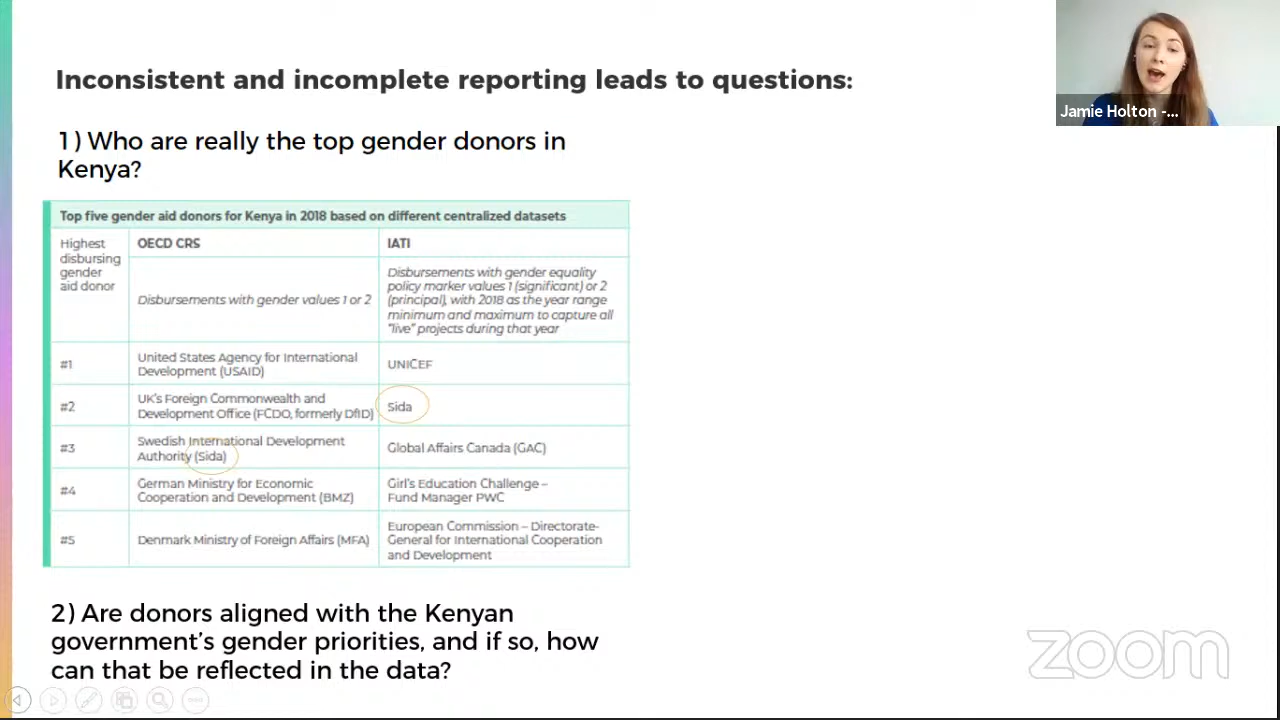 Inconsistent and incomplete reporting leads to questions:
Jamie Holton -...
1) Who are really the top gender donors in
Kenya?
Top five gender aid donors for Kenya in 2018 based on different centralized datasets
Highest
disbursing
gender
aid donor
OECD CRS
IATI
Disbursements with gender values 1 or 2
Disbursements with gender equality
policy marker values 1 (significant) or 2
(principal), with 2018 as the year range
minimum and maximum to capture all
"live" projects during that year
#1
United States Agency for International
Development (USAID)
UNICEF
#2
UK's Foreign Commonwealth and
Development Office (FCDO, formerly DfID)
Sida
#3
Swedish International Development
Authority (Sida)
Global Affairs Canada (GAC)
#4
German Ministry for Economic
Cooperation and Development (BMZ)
Girl's Education Challenge –
Fund Manager PWC
#5
Denmark Ministry of Foreign Affairs (MFA)
European Commission – Directorate-
General for International Cooperation
and Development
2) Are donors aligned with the Kenyan
government's gender priorities, and if so, how
can that be reflected in the data?
zoom